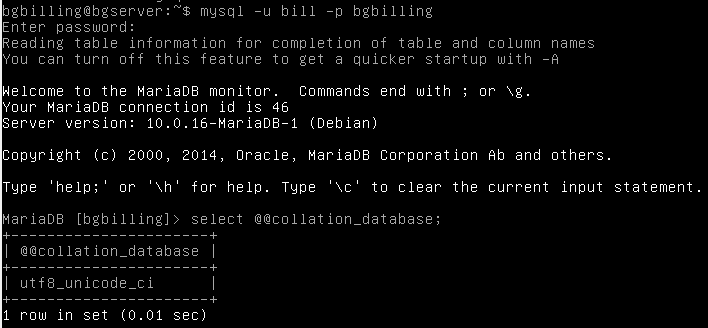 bgbilling@bgserver:~$ mysql -u bill -p bgbilling
Enter password:
Reading table information for completion of table and column names
You can turn off this feature to get a quicker startup with -A
Welcome to the MariaDB monitor.  Commands end with ; or \g.
Your MariaDB connection id is 46
Server version: 10.0.16-MariaDB-1 (Debian)
Copyright (c) 2000, 2014, Oracle, MariaDB Corporation Ab and others.
Type 'help;' or '\h' for help. Type '\c' to clear the current input statement.
MariaDB [bgbilling]> select @@collation_database;
+----------------------+
| @@collation_database |
+----------------------+
| utf8_unicode_ci      |
+----------------------+
1 row in set (0.01 sec)